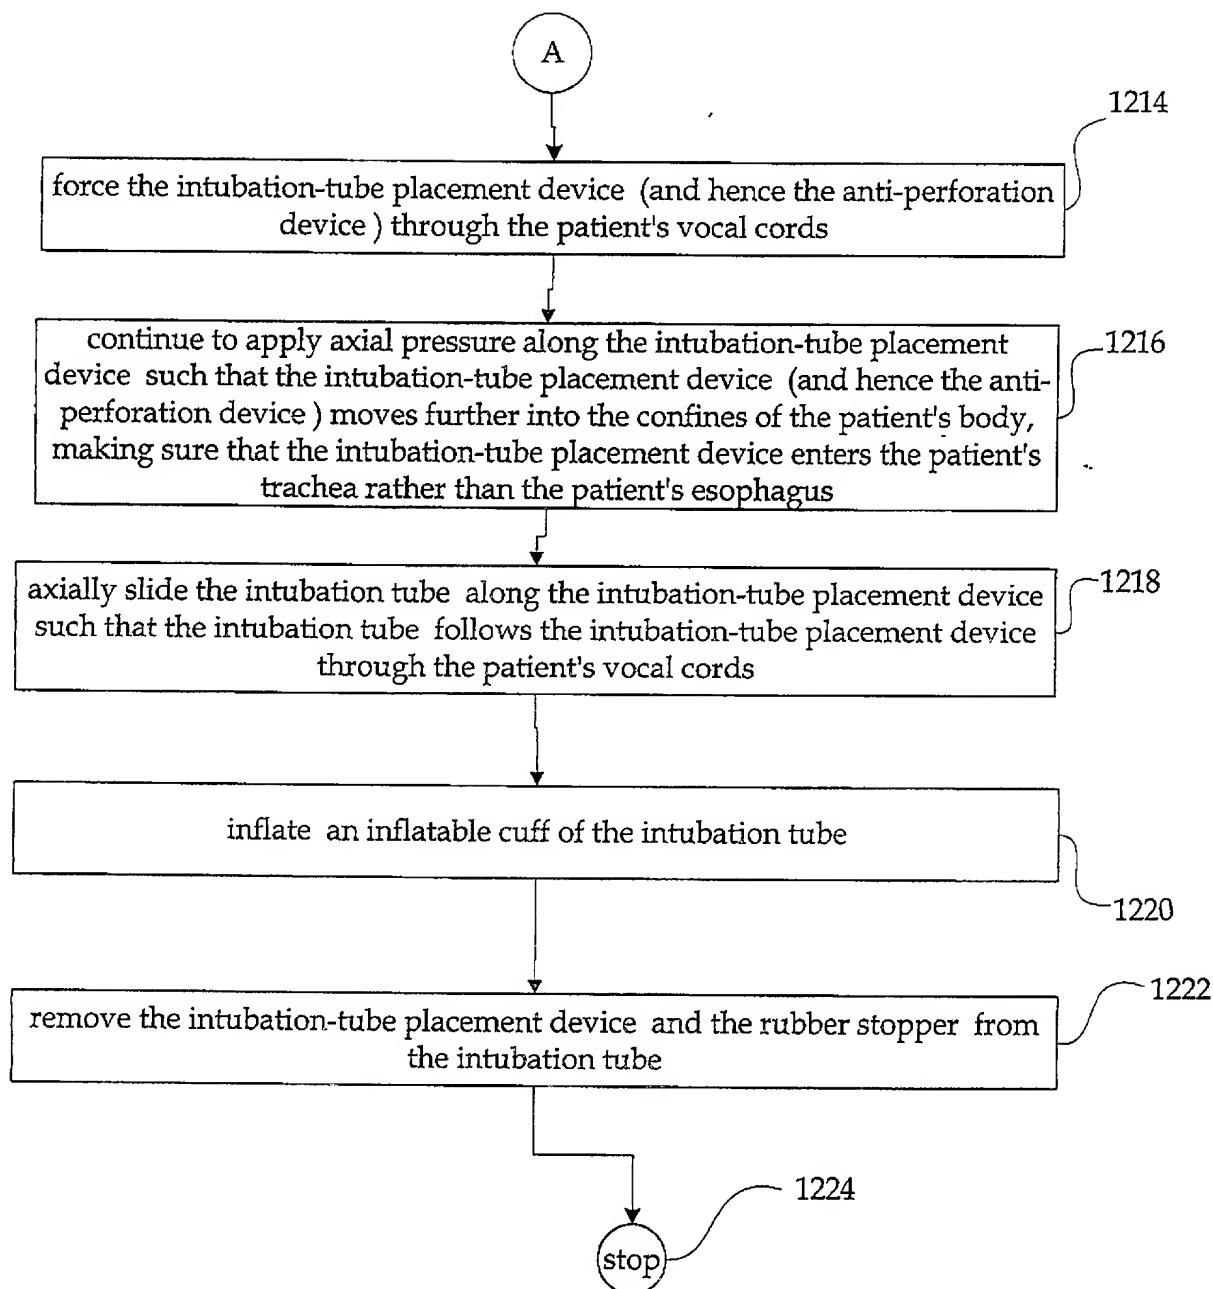 A
1214
force the intubation-tube placement device (and hence the anti-perforation
device ) through the patient's vocal cords
continue to apply axial pressure along the intubation-tube placement
device such that the intubation-tube placement device (and hence the anti-
perforation device ) moves further into the confines of the patient's body,
making sure that the intubation-tube placement device enters the patient's
trachea rather than the patient's esophagus
1216
axially slide the intubation tube along the intubation-tube placement device
such that the intubation tube follows the intubation-tube placement device
through the patient's vocal cords
1218
inflate an inflatable cuff of the intubation tube
1220
remove the intubation-tube placement device and the rubber stopper from
the intubation tube
1222
1224
stop